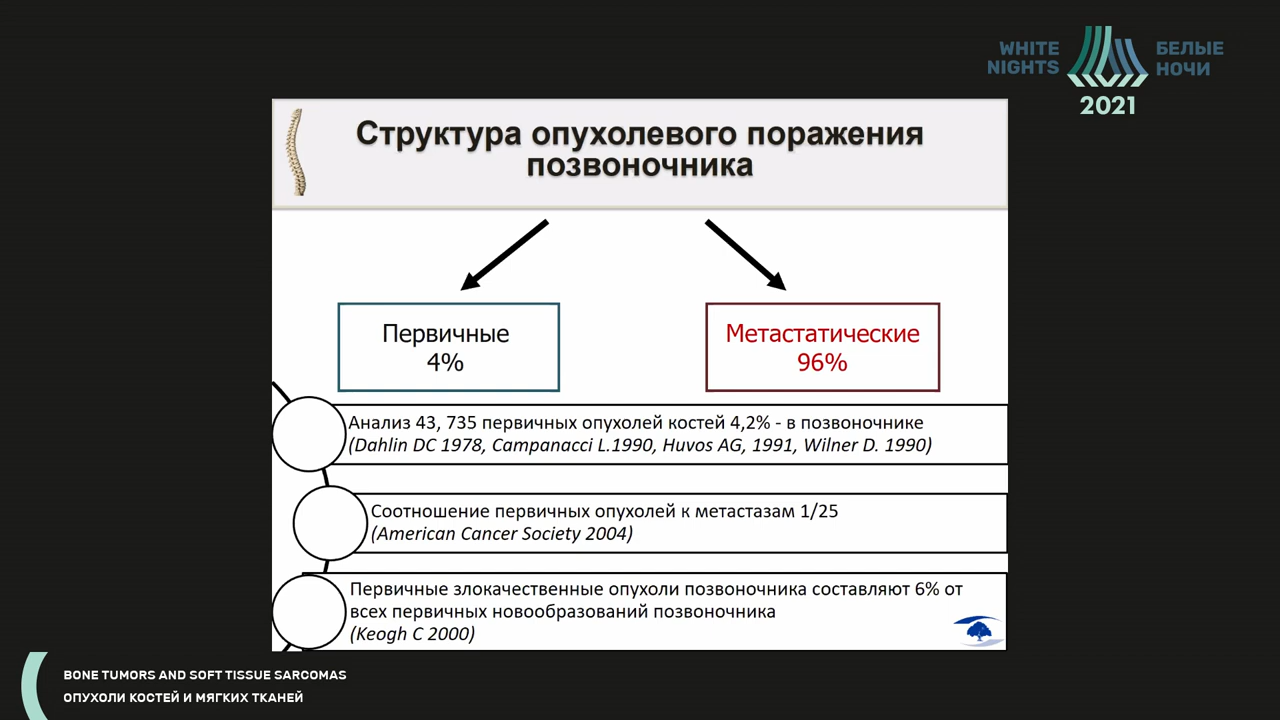 WHITE
NIGHTS
БЕЛЫЕ
НОЧИ
2021
Структура опухолевого поражения
позвоночника
Первичные
4%
Метастатические
96%
Анализ 43, 735 первичных опухолей костей 4,2% - в позвоночнике
(Dahlin DC 1978, Campanacci L.1990, Huvos AG, 1991, Wilner D. 1990)
Соотношение первичных опухолей к метастазам 1/25
(American Cancer Society 2004)
Первичные злокачественные опухоли позвоночника составляют 6% от
всех первичных новообразований позвоночника
(Keogh C 2000)
BONE TUMORS AND SOFT TISSUE SARCOMAS
ОПУХОЛИ КОСТЕЙ И МЯГКИХ ТКАНЕЙ